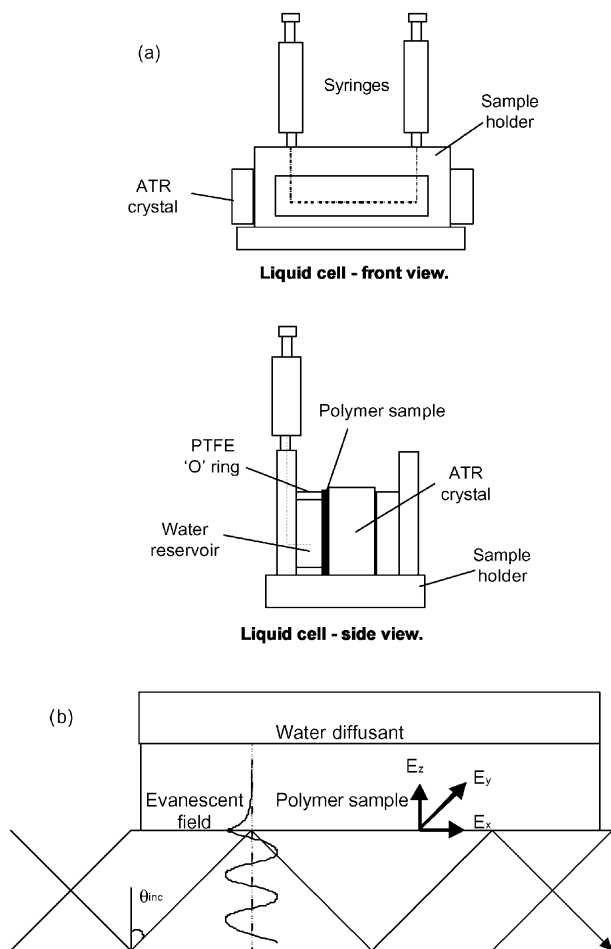 (a)
Syringes
Sample
holder
ATR
crystal
Liquid cell - front view.
Polymer sample
PTFE
'O' ring
ATR
crystal
Water
reservoir
Sample
holder
Liquid cell - side view.
(b)
Water diffusant
Ez
Ey
Evanescent
field
Polymer sample
Ex
θinc